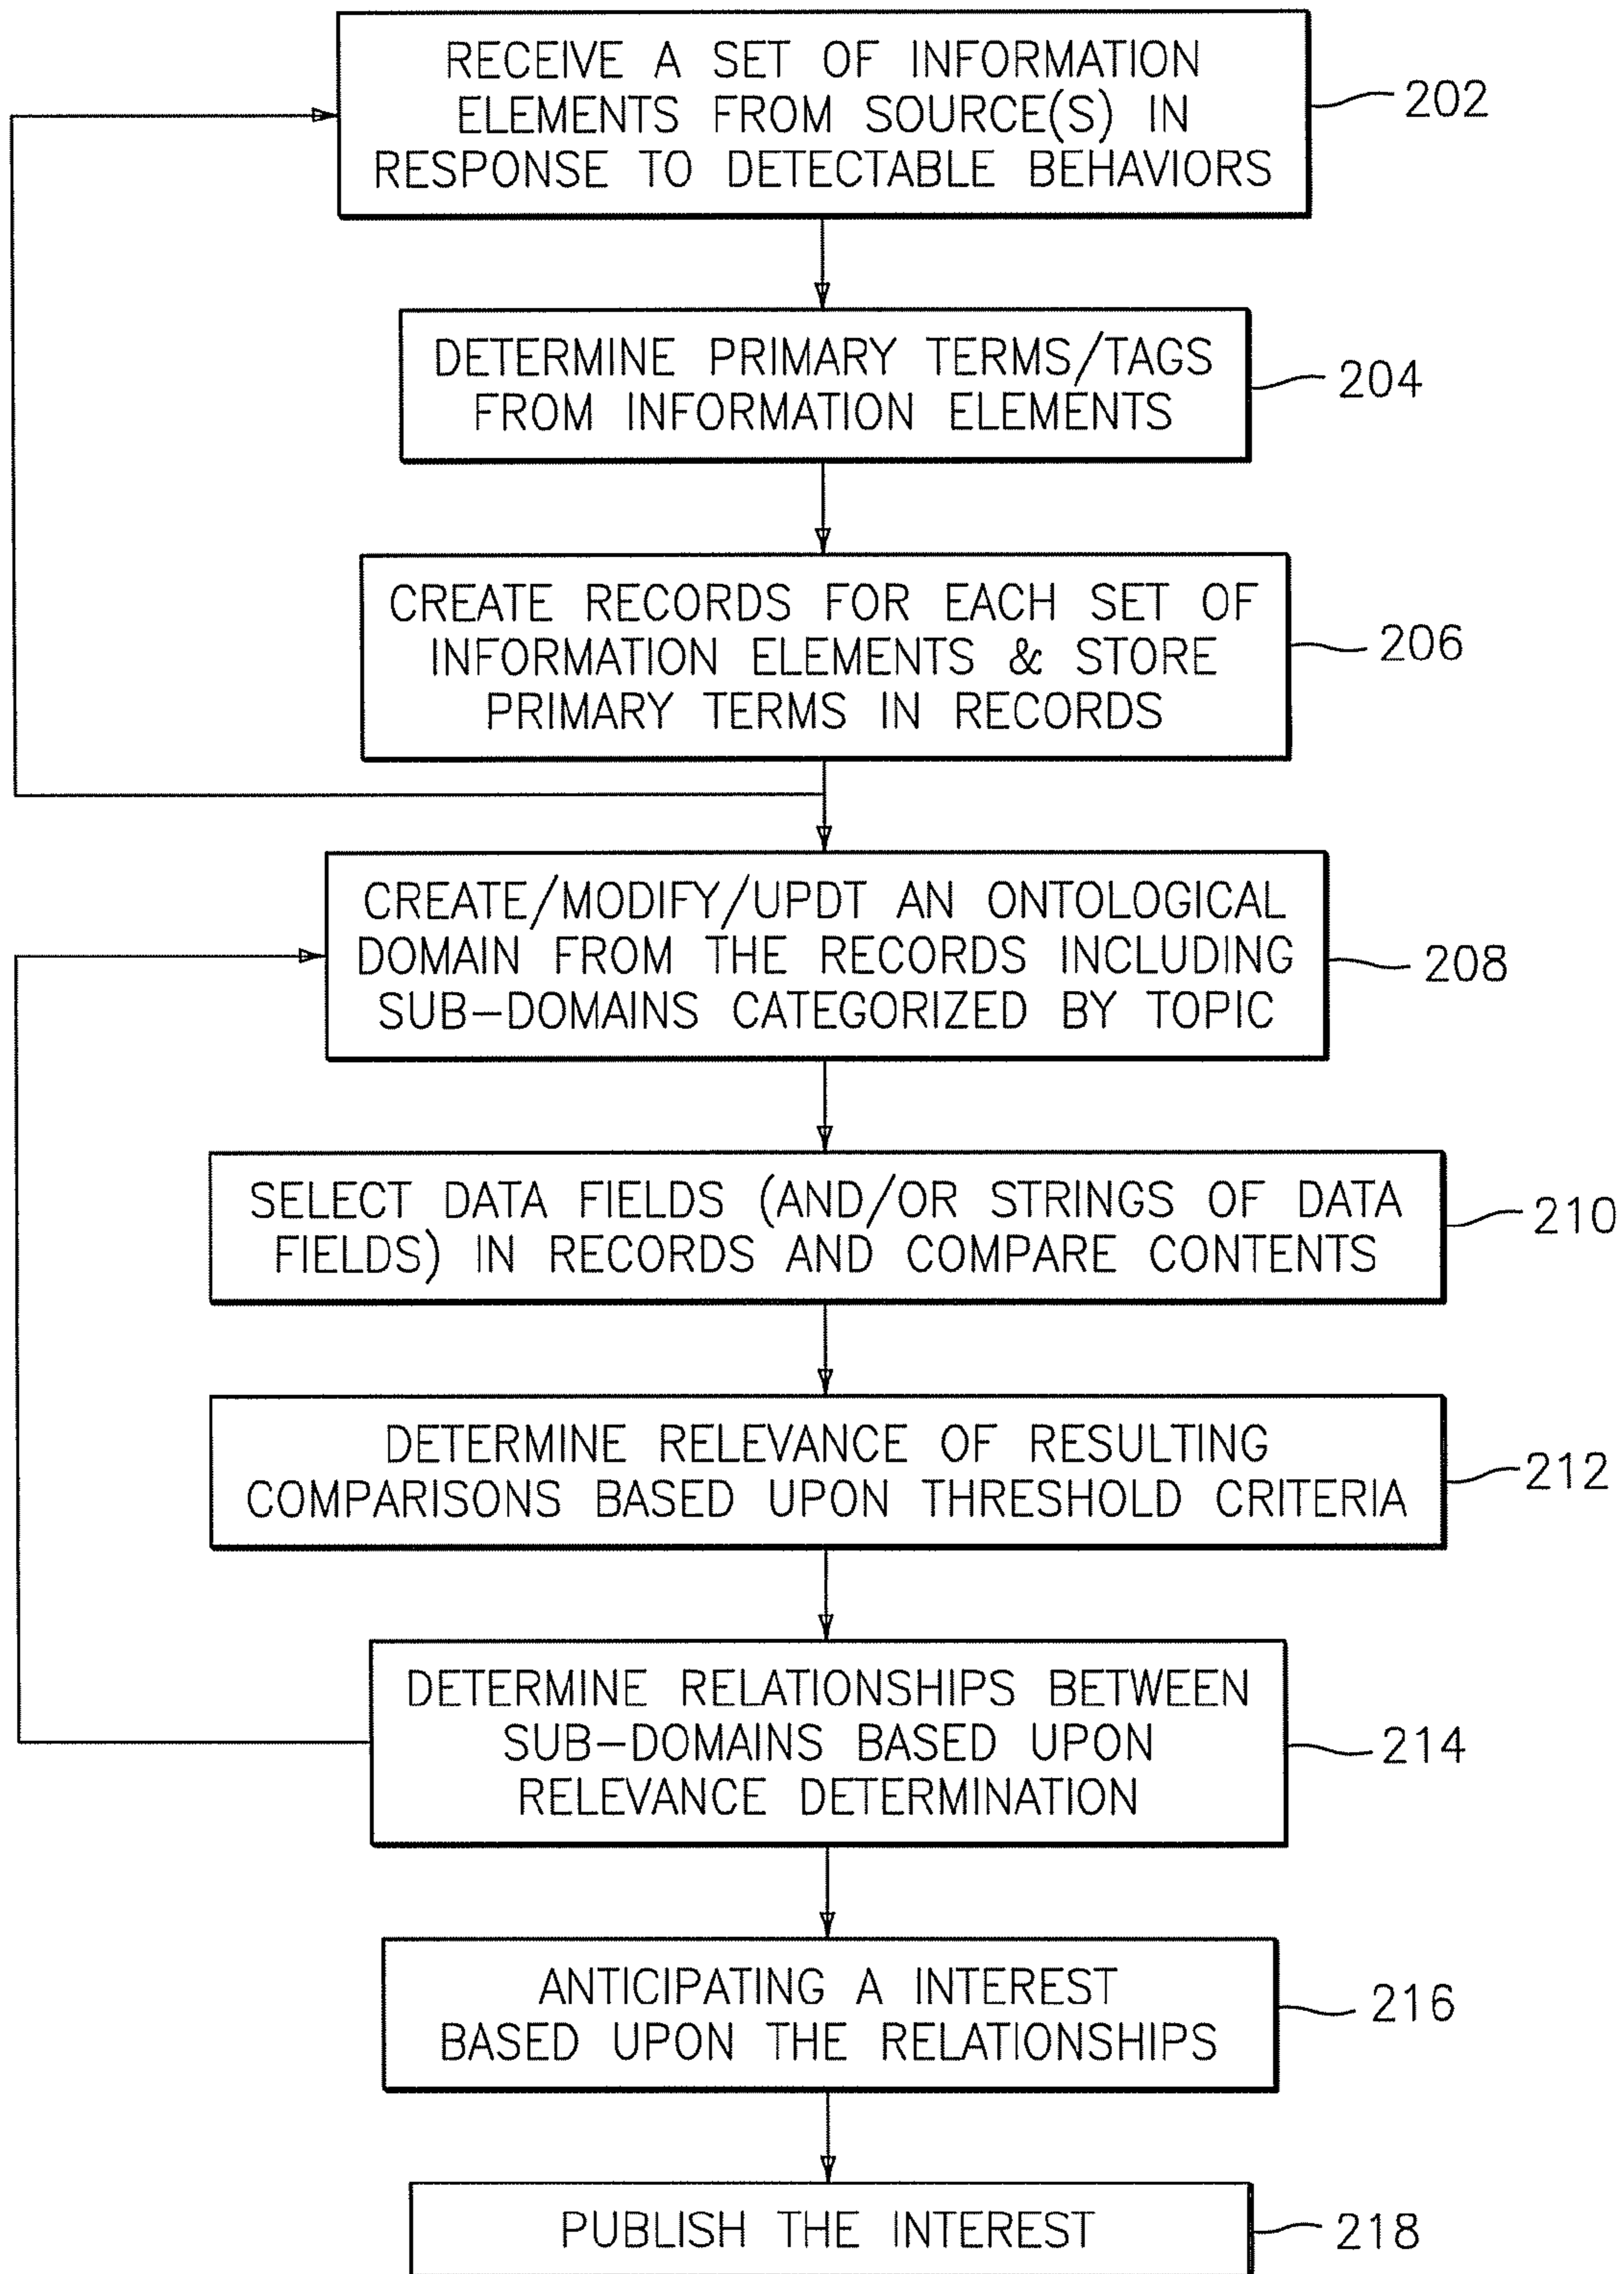 RECEIVE A SET OF INFORMATION
ELEMENTS FROM SOURCE(S) IN
RESPONSE TO DETECTABLE BEHAVIORS
202
DETERMINE PRIMARY TERMS/TAGS
FROM INFORMATION ELEMENTS
204
CREATE RECORDS FOR EACH SET OF
INFORMATION ELEMENTS & STORE
PRIMARY TERMS IN RECORDS
206
CREATE/MODIFY/UPDT AN ONTOLOGICAL
DOMAIN FROM THE RECORDS INCLUDING
SUB-DOMAINS CATEGORIZED BY TOPIC
208
SELECT DATA FIELDS (AND/OR STRINGS OF DATA
FIELDS) IN RECORDS AND COMPARE CONTENTS
210
DETERMINE RELEVANCE OF RESULTING
COMPARISONS BASED UPON THRESHOLD CRITERIA
212
DETERMINE RELATIONSHIPS BETWEEN
SUB-DOMAINS BASED UPON
RELEVANCE DETERMINATION
214
ANTICIPATING A INTEREST
BASED UPON THE RELATIONSHIPS
216
PUBLISH THE INTEREST
218